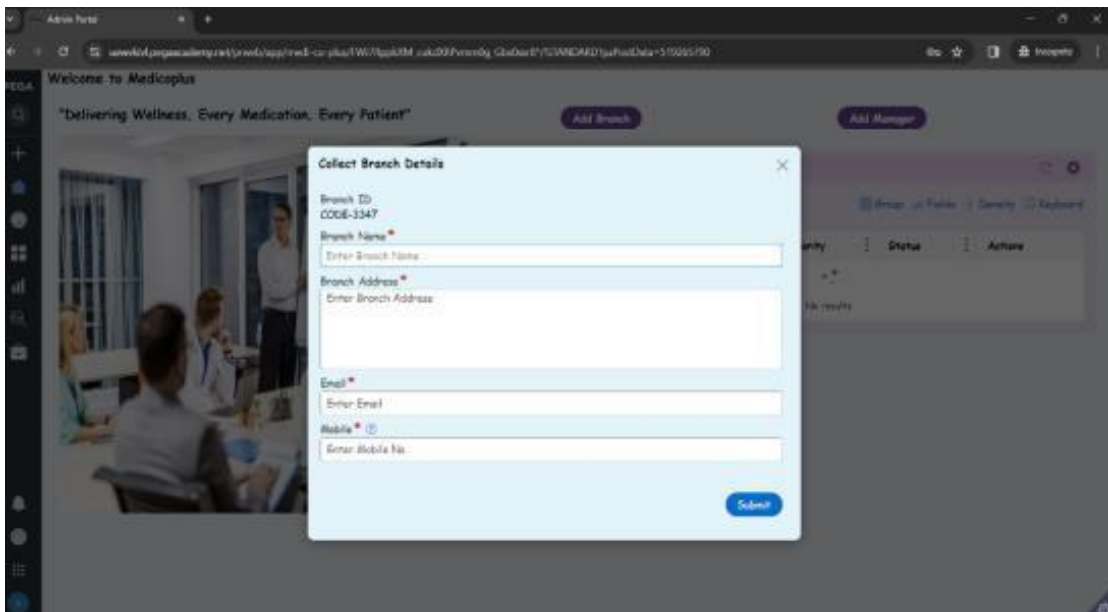 Admin Portal
Incognito
PEGA
Welcome to Medicoplus
"Delivering Wellness, Every Medication, Every Patient"
Add Branch
Add Manager
Collect Branch Details
Branch ID
CODE-3347
Group Fields Density Keyboard
Branch Name*
Enter Branch Name
Status Actions
Branch Address*
Enter Branch Address
No results
Email*
Enter Email
Mobile*
Enter Mobile No
Submit